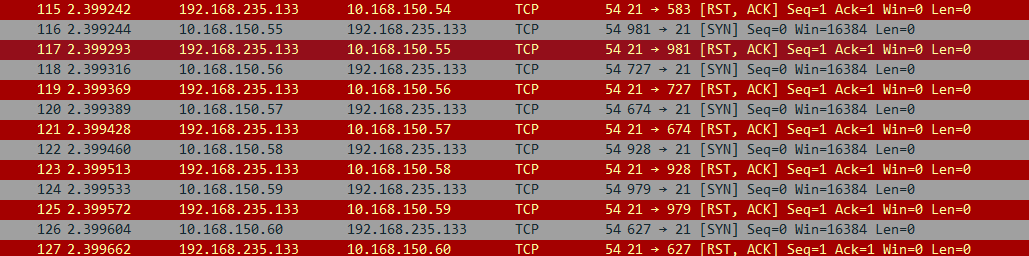 115 2.399242 192.168.235.133 10.168.150.54 TCP 54 21 → 583 [RST, ACK] Seq=1 Ack=1 Win=0 Len=0
116 2.399244 10.168.150.55 192.168.235.133 TCP 54 981 → 21 [SYN] Seq=0 Win=16384 Len=0
117 2.399293 192.168.235.133 10.168.150.55 TCP 54 21 → 981 [RST, ACK] Seq=1 Ack=1 Win=0 Len=0
118 2.399316 10.168.150.56 192.168.235.133 TCP 54 727 → 21 [SYN] Seq=0 Win=16384 Len=0
119 2.399369 192.168.235.133 10.168.150.56 TCP 54 21 → 727 [RST, ACK] Seq=1 Ack=1 Win=0 Len=0
120 2.399389 10.168.150.57 192.168.235.133 TCP 54 674 → 21 [SYN] Seq=0 Win=16384 Len=0
121 2.399428 192.168.235.133 10.168.150.57 TCP 54 21 → 674 [RST, ACK] Seq=1 Ack=1 Win=0 Len=0
122 2.399460 10.168.150.58 192.168.235.133 TCP 54 928 → 21 [SYN] Seq=0 Win=16384 Len=0
123 2.399513 192.168.235.133 10.168.150.58 TCP 54 21 → 928 [RST, ACK] Seq=1 Ack=1 Win=0 Len=0
124 2.399533 10.168.150.59 192.168.235.133 TCP 54 979 → 21 [SYN] Seq=0 Win=16384 Len=0
125 2.399572 192.168.235.133 10.168.150.59 TCP 54 21 → 979 [RST, ACK] Seq=1 Ack=1 Win=0 Len=0
126 2.399604 10.168.150.60 192.168.235.133 TCP 54 627 → 21 [SYN] Seq=0 Win=16384 Len=0
127 2.399662 192.168.235.133 10.168.150.60 TCP 54 21 → 627 [RST, ACK] Seq=1 Ack=1 Win=0 Len=0